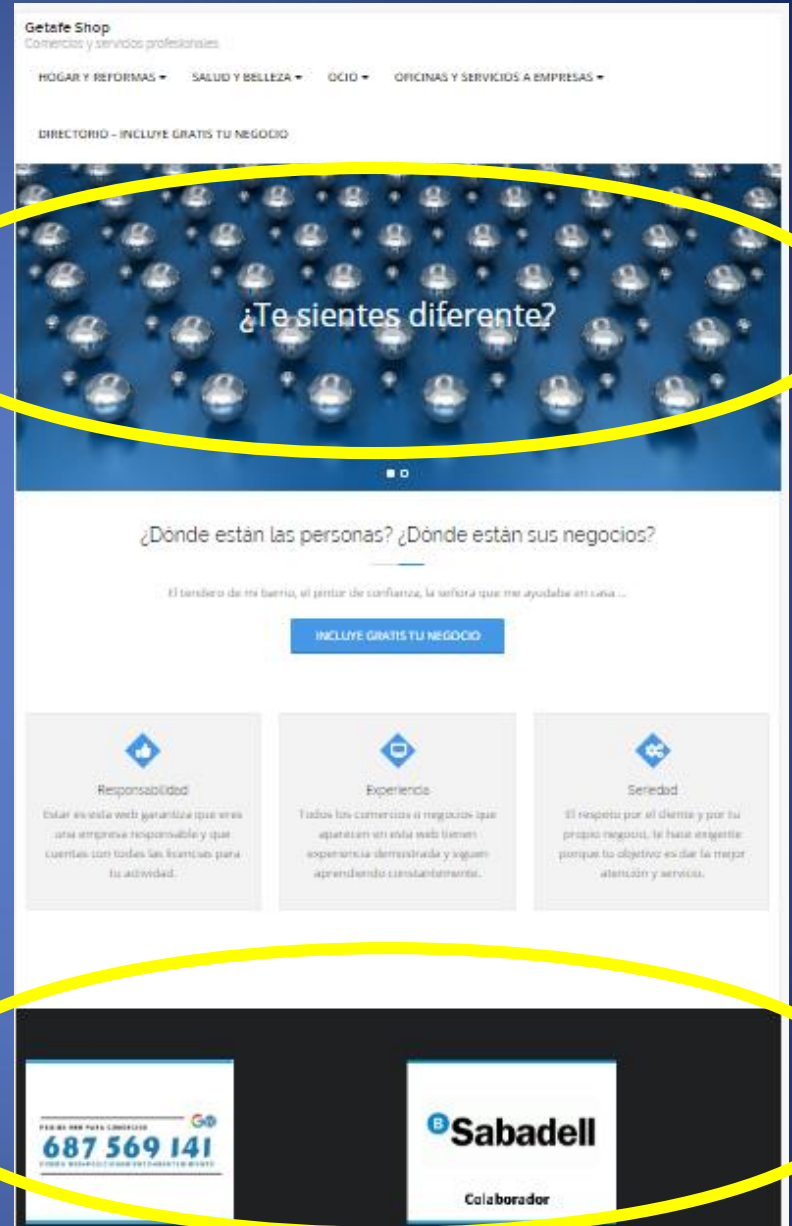 Getafe Shop
Comercios y servicios profesionales
HOGAR Y REFORMAS SALUD Y BELLEZA OCIO OFICINAS Y SERVICIOS A EMPRESAS
DIRECTORIO – INCLUYE GRATIS TU NEGOCIO
¿Te sientes diferente?
¿Dónde están las personas? ¿Dónde están sus negocios?
El tendero de mi barrio, el pintor de confianza, la señora que me ayudaba en casa ...
INCLUYE GRATIS TU NEGOCIO
Responsabilidad
Estar es esta web garantiza que eres
una empresa responsable y que
cuentas con todas las licencias para
tu actividad.
Experiencia
Todos los comercios o negocios que
aparecen en esta web tienen
experiencia demostrada y siguen
aprendiendo constantemente.
Seriedad
El respeto por el cliente y por tu
propio negocio, te hace exigente
porque tu objetivo es dar la mejor
atención y servicio.
687 569 141
B Sabadell
Colaborador